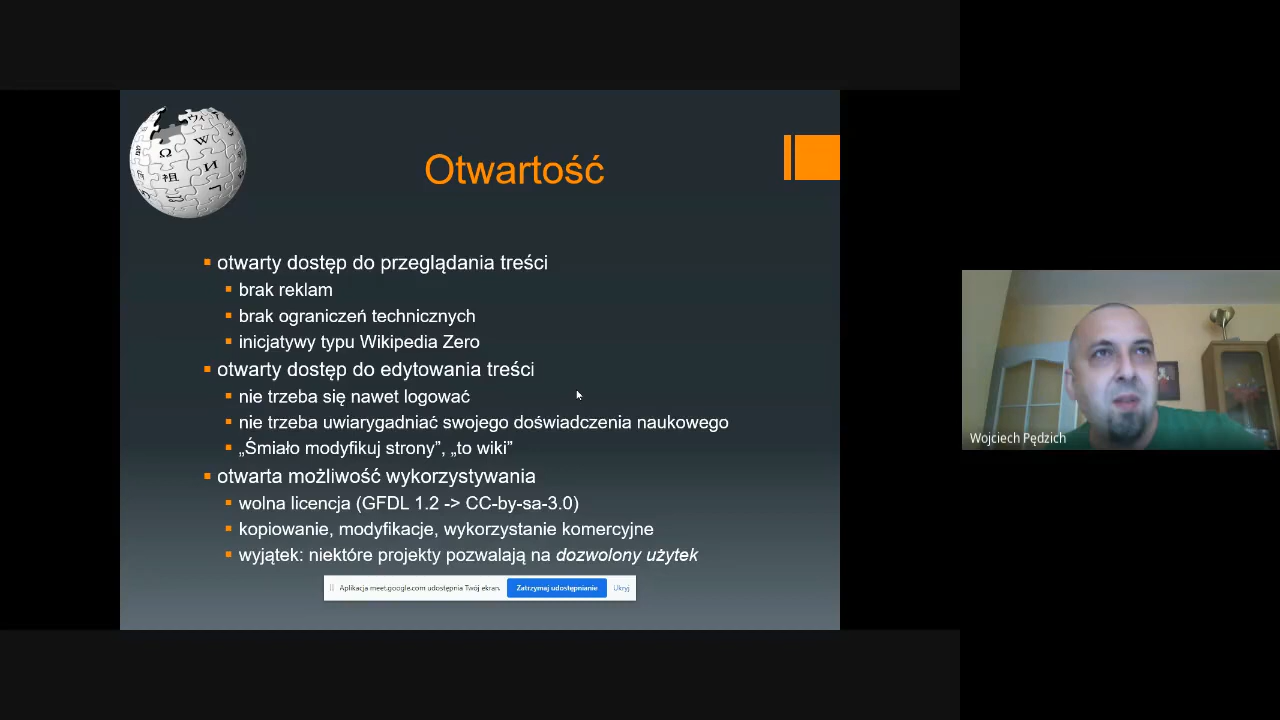 Otwartość
otwarty dostęp do przeglądania treści
brak reklam
brak ograniczeń technicznych
inicjatywy typu Wikipedia Zero
otwarty dostęp do edytowania treści
nie trzeba się nawet logować
nie trzeba uwiarygadniać swojego doświadczenia naukowego
„Śmiało modyfikuj strony”, „to wiki”
otwarta możliwość wykorzystywania
wolna licencja (GFDL 1.2 -> CC-by-sa-3.0)
kopiowanie, modyfikacje, wykorzystanie komercyjne
wyjątek: niektóre projekty pozwalają na dozwolony użytek
Aplikacja meet.google.com udostępnia Twój ekran. Zatrzymaj udostępnianie Ukryj
Wojciech Pędzich
Ω W И 祖